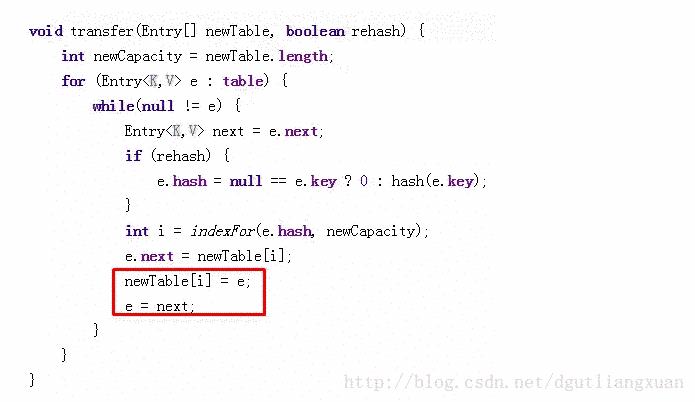 void transfer(Entry[] newTable, boolean rehash) {
int newCapacity = newTable.length;
for (Entry<K,V> e : table) {
while(null != e) {
Entry<K,V> next = e.next;
if (rehash) {
e.hash = null == e.key ? 0 : hash(e.key);
}
int i = indexFor(e.hash, newCapacity);
e.next = newTable[i];
newTable[i] = e;
e = next;
}
}
}
http://blog.csdn.net/dgutliangxuan